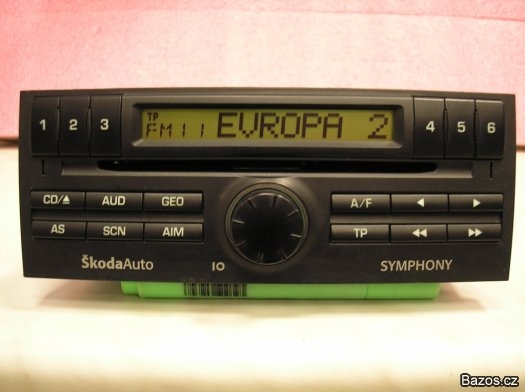 TP
FM11 EVROPA 2
1 2 3 4 5 6
CD/⏏ AUD GEO A/F ◀ ▶
AS SCN AIM TP ◀◀ ▶▶
ŠkodaAuto IO SYMPHONY
Bazos.cz